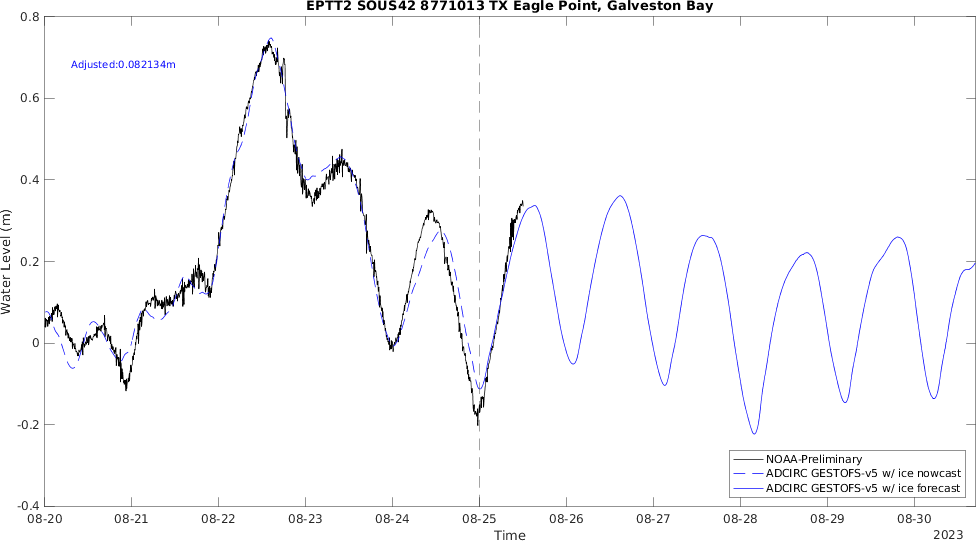 EPTT2 SOUS42 8771013 TX Eagle Point, Galveston Bay
0.8
Adjusted:0.082134m
0.6
0.4
0.2
0
-0.2
-0.4
Water Level (m)
NOAA-Preliminary
ADCIRC GESTOFS-v5 w/ ice nowcast
ADCIRC GESTOFS-v5 w/ ice forecast
08-20 08-21 08-22 08-23 08-24 08-25 08-26 08-27 08-28 08-29 08-30
Time
2023